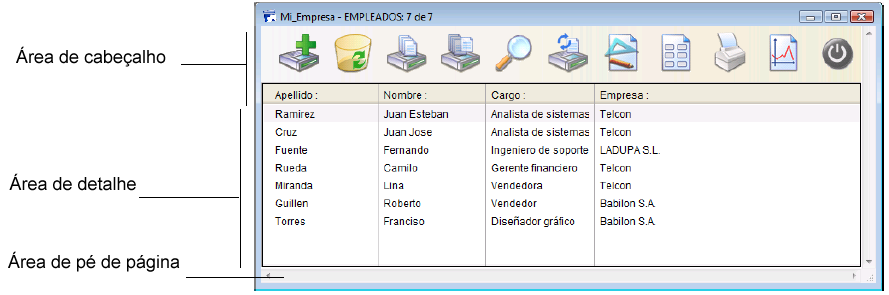 Mi_Empresa - EMPLEADOS: 7 de 7
Área de cabeçalho
Apellido : Nombre : Cargo : Empresa :
Ramirez Juan Esteban Analista de sistemas Telcon
Cruz Juan Jose Analista de sistemas Telcon
Fuente Fernando Ingeniero de soporte LADUPA S.L.
Rueda Camilo Gerente financiero Telcon
Área de detalhe
Miranda Lina Vendedora Telcon
Guillen Roberto Vendedor Babilon S.A.
Torres Franciso Diseñador gráfico Babilon S.A.
Área de pé de página